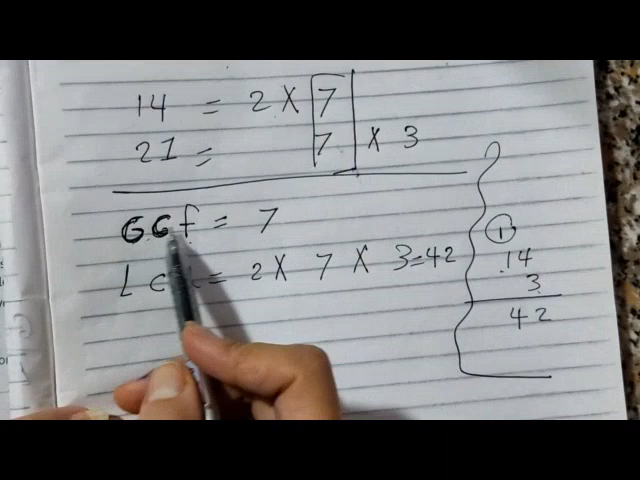 14 = 2 X 7
21 = 7 X 3
GCf = 7
= 2 X 7 X 3 = 42
1
14
3
42